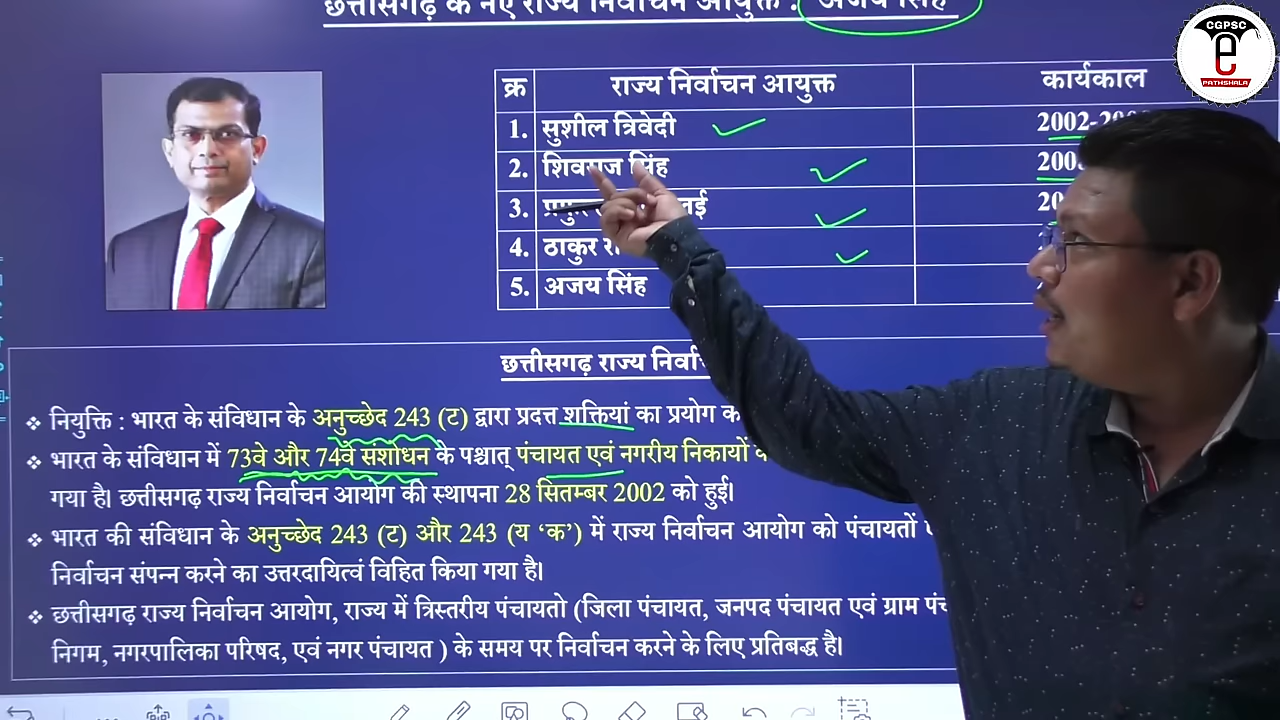 छत्तीसगढ़ के नए राज्य निर्वाचन आयुक्त : अजय सिंह
CGPSC
e
PATHSHALA
क्र राज्य निर्वाचन आयुक्त कार्यकाल
1. सुशील त्रिवेदी 2002-
2. शिवराज सिंह
3.
4. ठाकुर
5. अजय सिंह
छत्तीसगढ़ राज्य
❖ नियुक्ति : भारत के संविधान के अनुच्छेद 243 (ट) द्वारा प्रदत्त शक्तियां का प्रयोग
❖ भारत के संविधान में 73वे और 74वे संशोधन के पश्चात् पंचायत एवं नगरीय निकायों
गया है। छत्तीसगढ़ राज्य निर्वाचन आयोग की स्थापना 28 सितम्बर 2002 को हुई।
❖ भारत की संविधान के अनुच्छेद 243 (ट) और 243 (य ‘क’) में राज्य निर्वाचन आयोग को पंचायतों
निर्वाचन संपन्न करने का उत्तरदायित्वं विहित किया गया है।
❖ छत्तीसगढ़ राज्य निर्वाचन आयोग, राज्य में त्रिस्तरीय पंचायतो (जिला पंचायत, जनपद पंचायत एवं ग्राम
निगम, नगरपालिका परिषद, एवं नगर पंचायत ) के समय पर निर्वाचन करने के लिए प्रतिबद्ध है।